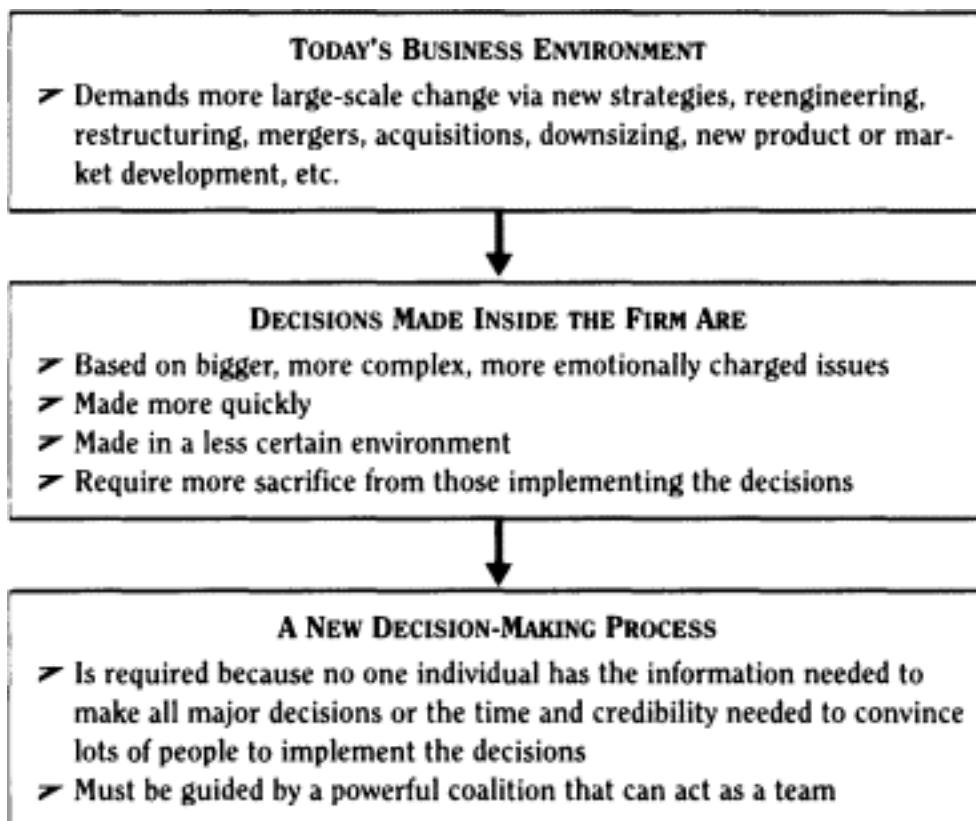 TODAY'S BUSINESS ENVIRONMENT
➣ Demands more large-scale change via new strategies, reengineering,
restructuring, mergers, acquisitions, downsizing, new product or mar-
ket development, etc.
DECISIONS MADE INSIDE THE FIRM ARE
➣ Based on bigger, more complex, more emotionally charged issues
➣ Made more quickly
➣ Made in a less certain environment
➣ Require more sacrifice from those implementing the decisions
A NEW DECISION-MAKING PROCESS
➣ Is required because no one individual has the information needed to
make all major decisions or the time and credibility needed to convince
lots of people to implement the decisions
➣ Must be guided by a powerful coalition that can act as a team